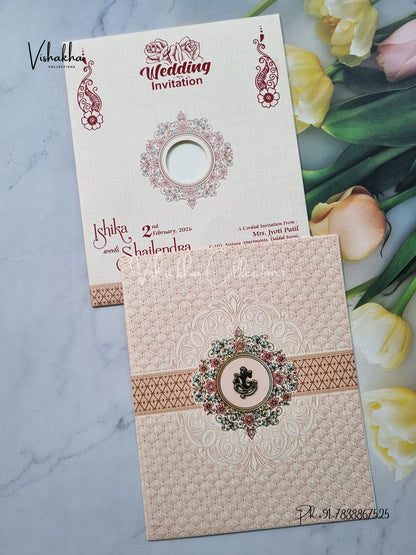 Vishakha
COLLECTIONS
Wedding
Invitation
Ishika
weds
Shailendra
2nd
February, 2026
A Cordial Invitation From :
Mrs. Jyoti Patil
Vishakha Collections
Ph +91-7838867525